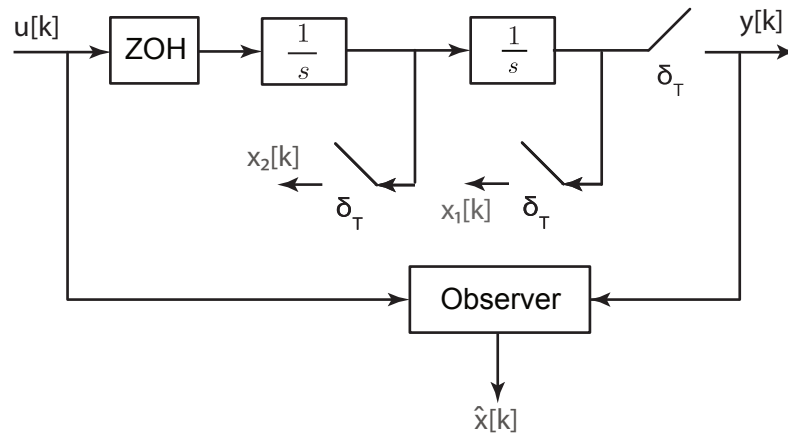 u[k]
ZOH
1
s
1
s
y[k]
δT
x₂[k]
δT
x₁[k]
δT
Observer
x̂[k]